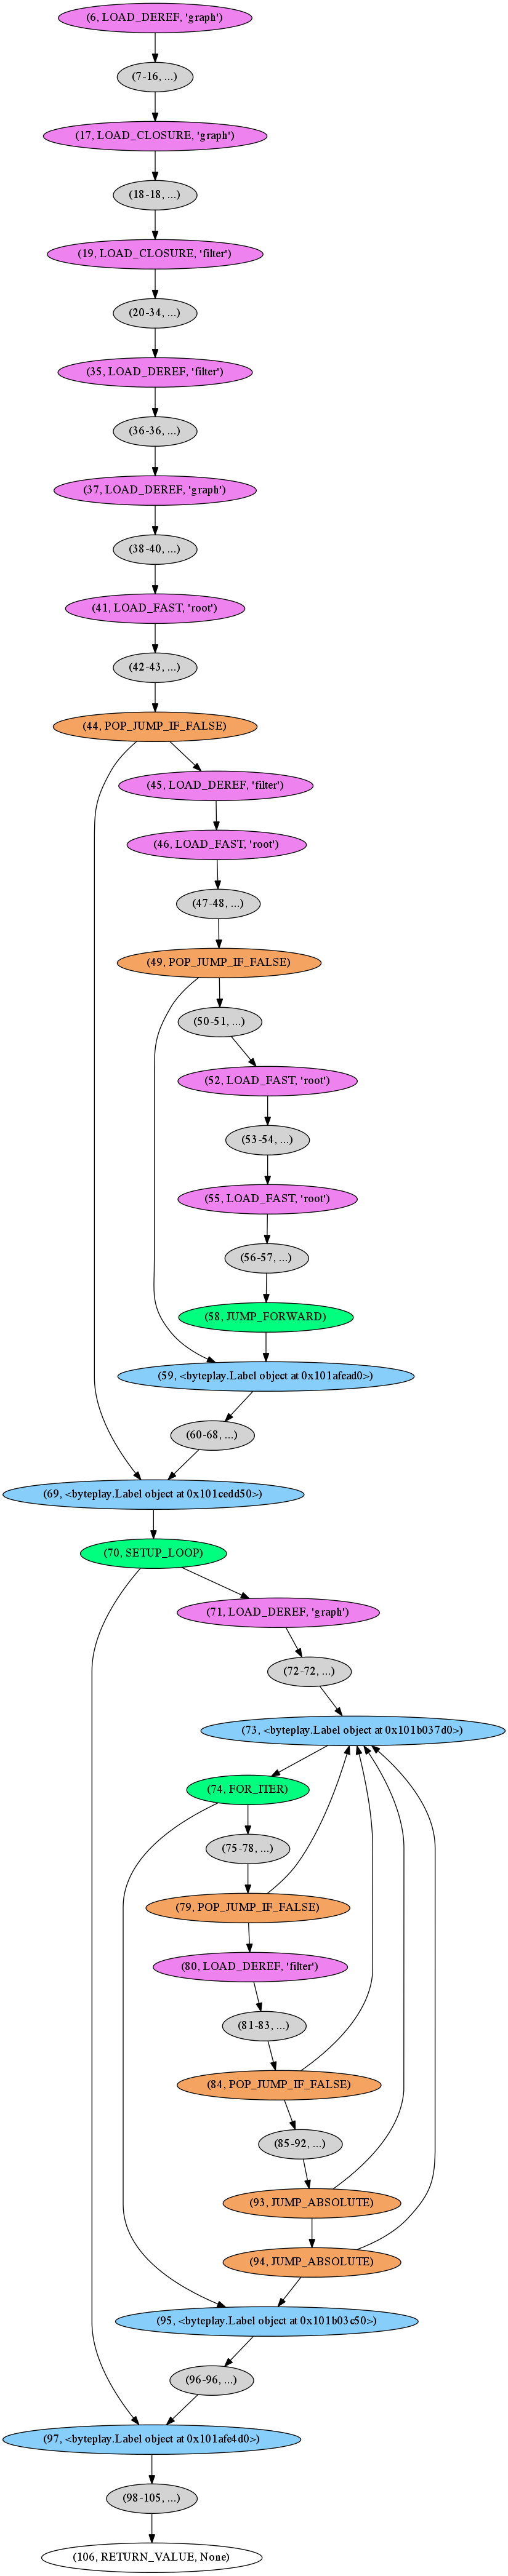 (6, LOAD_DEREF, 'graph')
(7-16, ...)
(17, LOAD_CLOSURE, 'graph')
(18-18, ...)
(19, LOAD_CLOSURE, 'filter')
(20-34, ...)
(35, LOAD_DEREF, 'filter')
(36-36, ...)
(37, LOAD_DEREF, 'graph')
(38-40, ...)
(41, LOAD_FAST, 'root')
(42-43, ...)
(44, POP_JUMP_IF_FALSE)
(45, LOAD_DEREF, 'filter')
(46, LOAD_FAST, 'root')
(47-48, ...)
(49, POP_JUMP_IF_FALSE)
(50-51, ...)
(52, LOAD_FAST, 'root')
(53-54, ...)
(55, LOAD_FAST, 'root')
(56-57, ...)
(58, JUMP_FORWARD)
(59, <byteplay.Label object at 0x101afead0>)
(60-68, ...)
(69, <byteplay.Label object at 0x101cedd50>)
(70, SETUP_LOOP)
(71, LOAD_DEREF, 'graph')
(72-72, ...)
(73, <byteplay.Label object at 0x101b037d0>)
(74, FOR_ITER)
(75-78, ...)
(79, POP_JUMP_IF_FALSE)
(80, LOAD_DEREF, 'filter')
(81-83, ...)
(84, POP_JUMP_IF_FALSE)
(85-92, ...)
(93, JUMP_ABSOLUTE)
(94, JUMP_ABSOLUTE)
(95, <byteplay.Label object at 0x101b03c50>)
(96-96, ...)
(97, <byteplay.Label object at 0x101afe4d0>)
(98-105, ...)
(106, RETURN_VALUE, None)